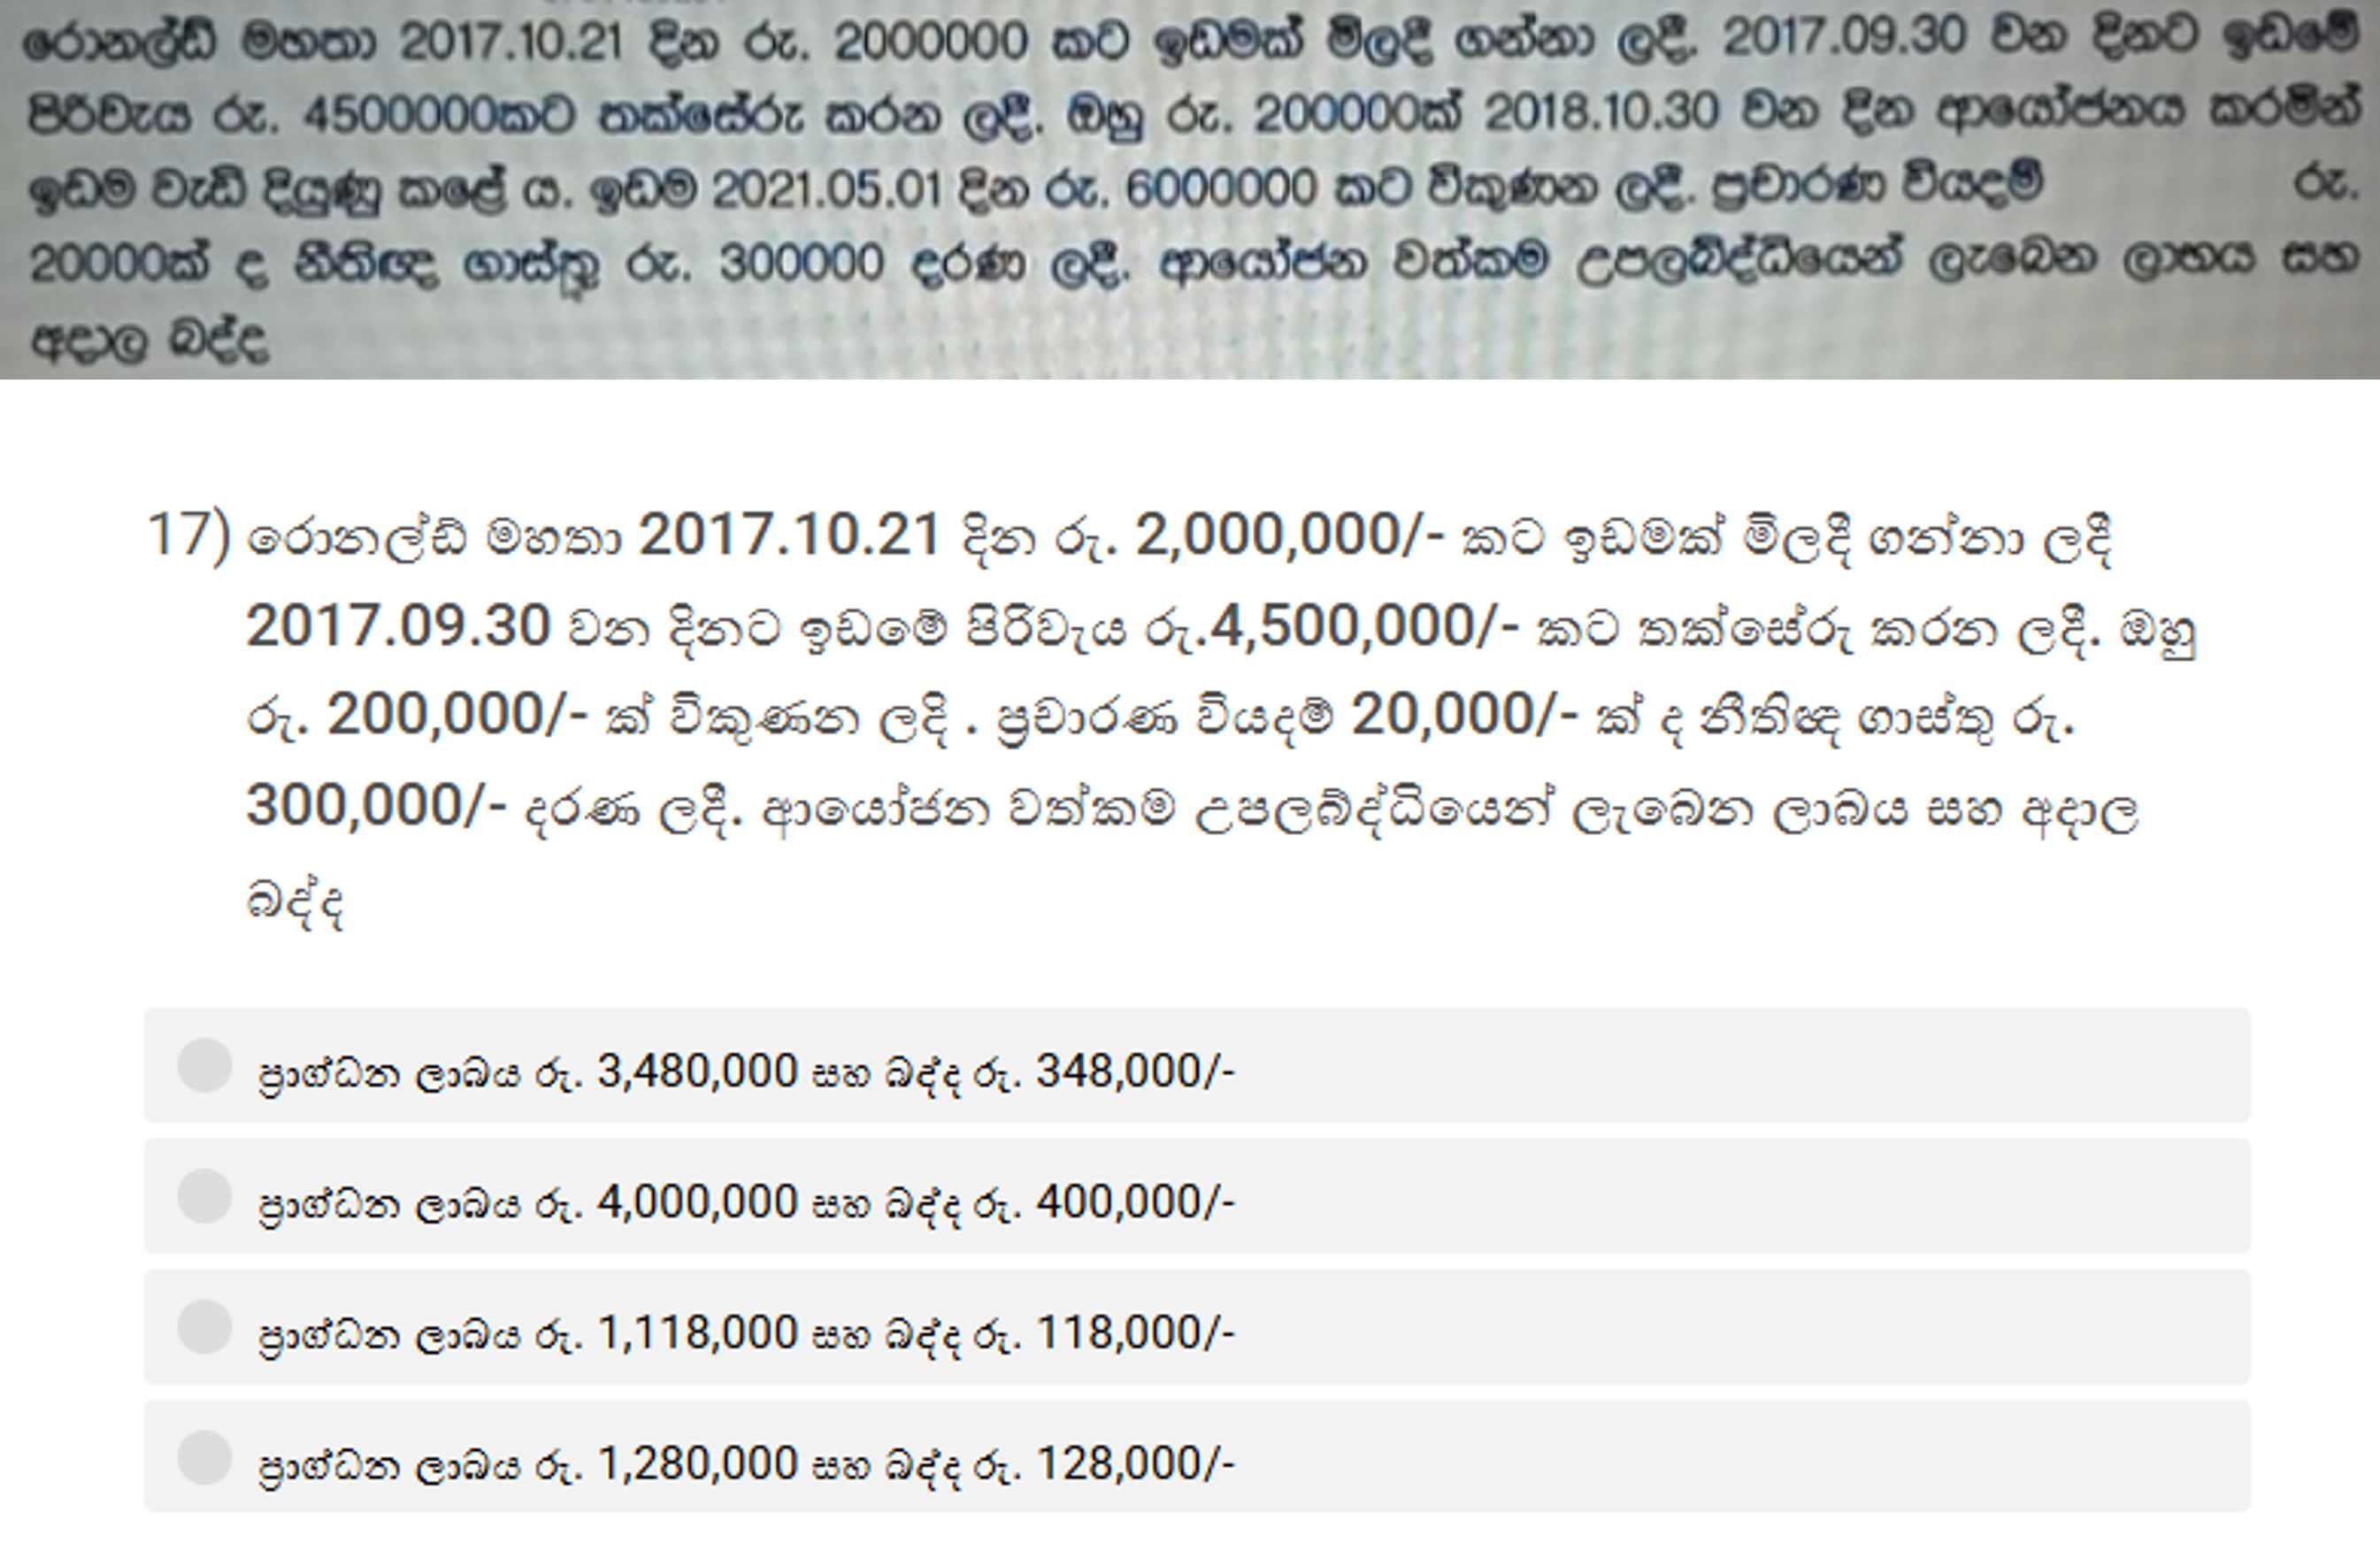 රොනල්ඩ් මහතා 2017.10.21 දින රු. 2000000 කට ඉඩමක් මිලදී ගන්නා ලදී. 2017.09.30 වන දිනට ඉඩමේ
පිරිවැය රු. 4500000කට තක්සේරු කරන ලදී. ඔහු රු. 200000ක් 2018.10.30 වන දින ආයෝජනය කරමින්
ඉඩම වැඩි දියුණු කළේ ය. ඉඩම 2021.05.01 දින රු. 6000000 කට විකුණන ලදී. ප්‍රචාරණ වියදම් රු.
20000ක් ද නීතිඥ ගාස්තු රු. 300000 දරණ ලදී. ආයෝජන වත්කම උපලබ්ද්ධියෙන් ලැබෙන ලාභය සහ
අදාල බද්ද
17) රොනල්ඩ් මහතා 2017.10.21 දින රු. 2,000,000/- කට ඉඩමක් මිලදී ගන්නා ලදී
2017.09.30 වන දිනට ඉඩමේ පිරිවැය රු.4,500,000/- කට තක්සේරු කරන ලදී. ඔහු
රු. 200,000/- ක් විකුණන ලදි . ප්‍රචාරණ වියදම් 20,000/- ක් ද නීතිඥ ගාස්තු රු.
300,000/- දරණ ලදී. ආයෝජන වත්කම උපලබ්ද්ධියෙන් ලැබෙන ලාබය සහ අදාල
බද්ද
ප්‍රාග්ධන ලාබය රු. 3,480,000 සහ බද්ද රු. 348,000/-
ප්‍රාග්ධන ලාබය රු. 4,000,000 සහ බද්ද රු. 400,000/-
ප්‍රාග්ධන ලාබය රු. 1,118,000 සහ බද්ද රු. 118,000/-
ප්‍රාග්ධන ලාබය රු. 1,280,000 සහ බද්ද රු. 128,000/-